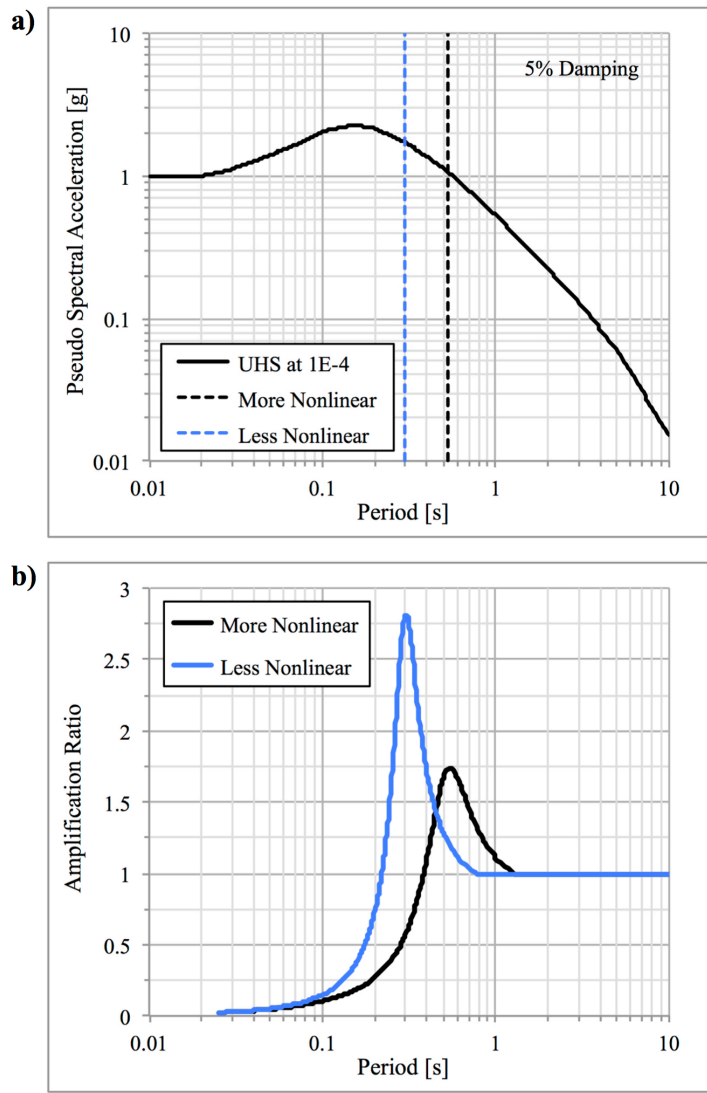 a)
10
1
0.1
0.01
Pseudo Spectral Acceleration [g]
5% Damping
UHS at 1E-4
More Nonlinear
Less Nonlinear
0.01
0.1
1
10
Period [s]
b)
3
2.5
2
1.5
1
0.5
0
Amplification Ratio
More Nonlinear
Less Nonlinear
0.01
0.1
1
10
Period [s]